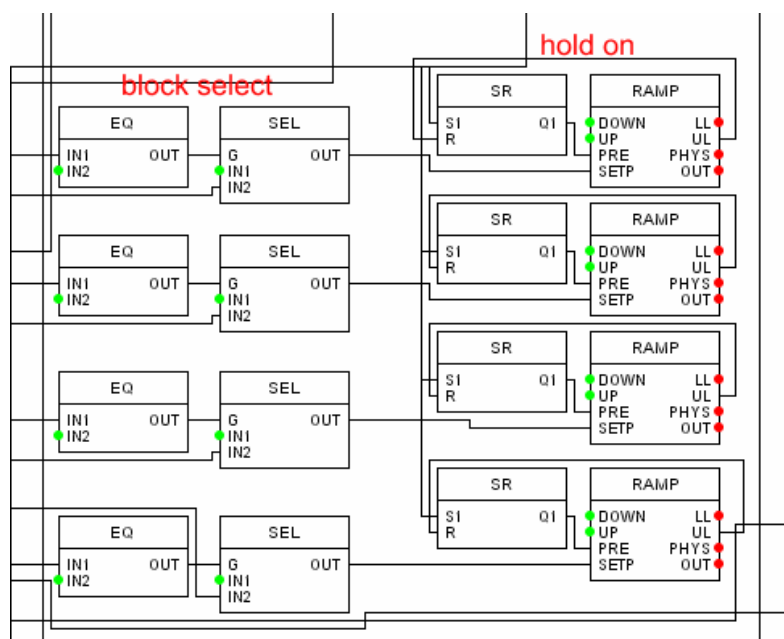 hold on
block select
SR
RAMP
S1 Q1
R
DOWN LL
UP UL
PRE PHYS
SETP OUT
EQ
SEL
IN1 OUT
IN2
G OUT
IN1
IN2
SR
RAMP
S1 Q1
R
DOWN LL
UP UL
PRE PHYS
SETP OUT
EQ
SEL
IN1 OUT
IN2
G OUT
IN1
IN2
SR
RAMP
S1 Q1
R
DOWN LL
UP UL
PRE PHYS
SETP OUT
EQ
SEL
IN1 OUT
IN2
G OUT
IN1
IN2
SR
RAMP
S1 Q1
R
DOWN LL
UP UL
PRE PHYS
SETP OUT
EQ
SEL
IN1 OUT
IN2
G OUT
IN1
IN2